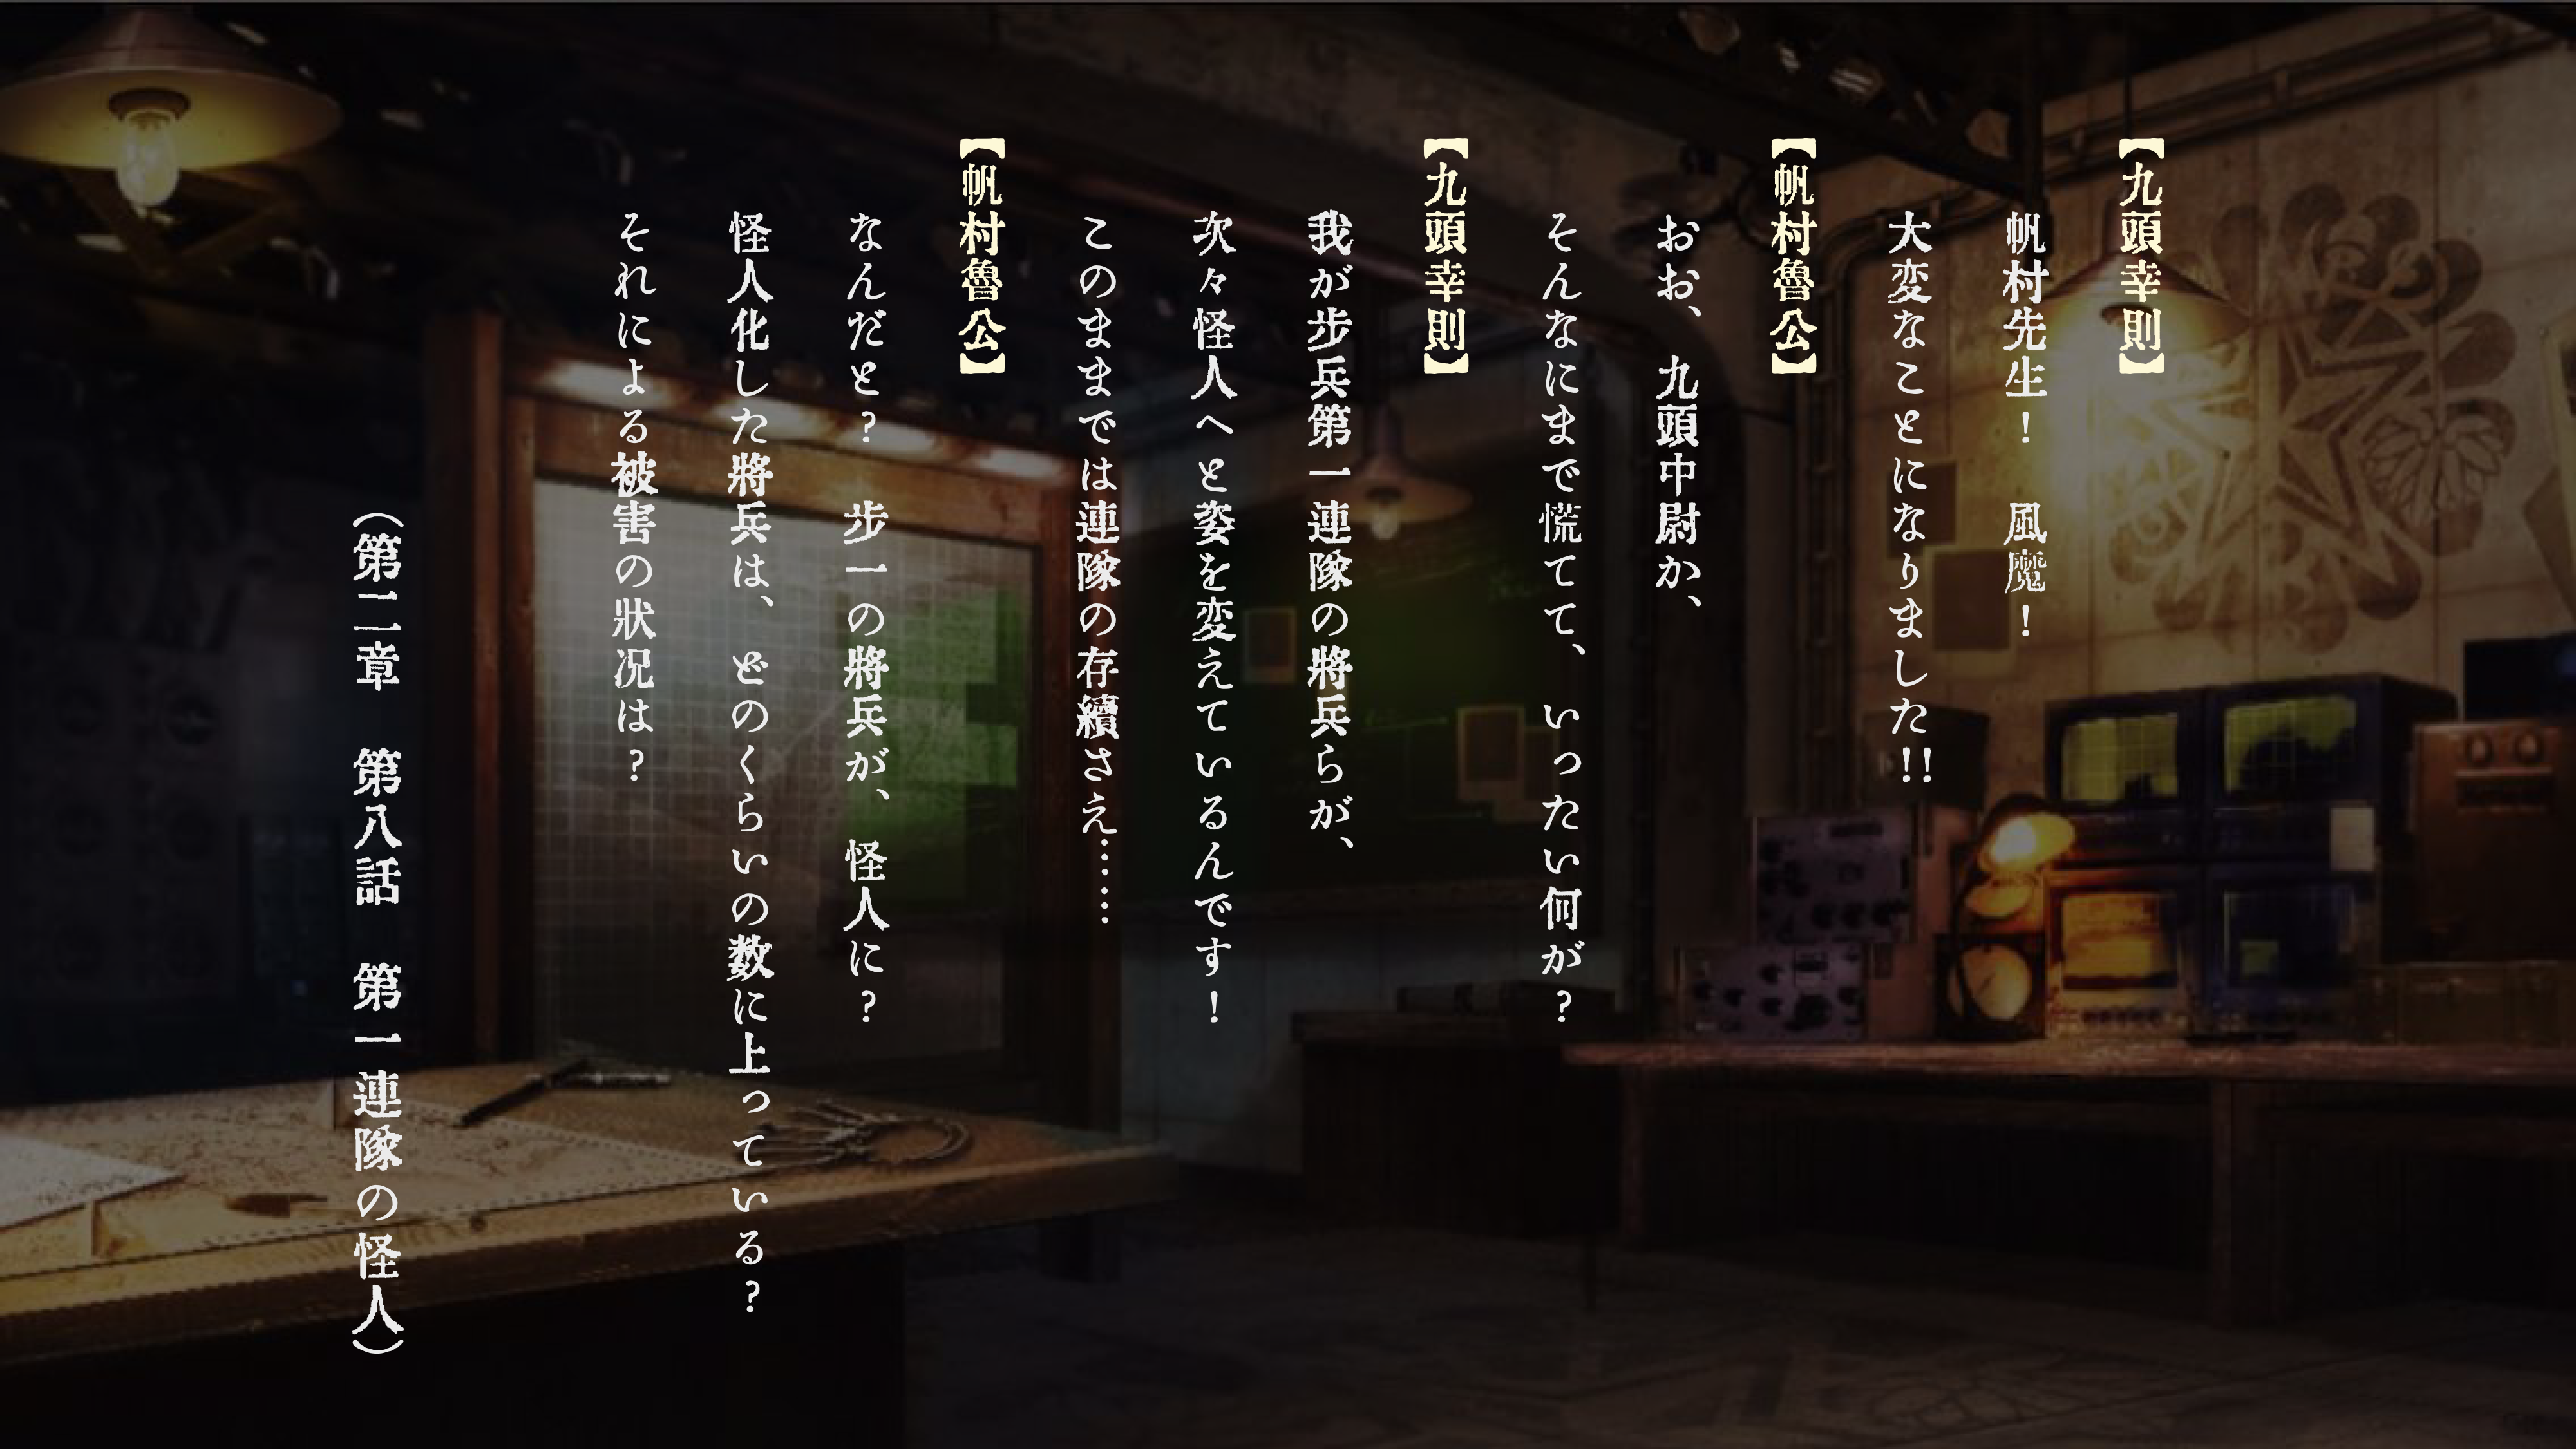 【九頭幸則】
帆村先生！　風魔！
大変なことになりました!!
【帆村魯公】
おお、九頭中尉か、
そんなにまで慌てて、いったい何が？
【九頭幸則】
我が歩兵第一連隊の將兵らが、
次々怪人へと姿を変えているんです！
このままでは連隊の存續さえ……
【帆村魯公】
なんだと？　歩一の將兵が、怪人に？
怪人化した將兵は、どのくらいの数に上っている？
それによる被害の狀況は？
（第二章　第八話　第一連隊の怪人）